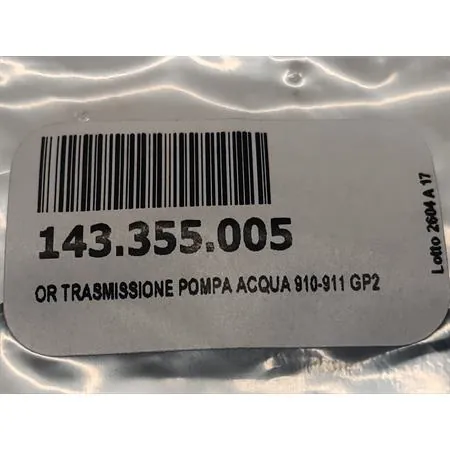 143.355.005
OR TRASMISSIONE POMPA ACQUA 910-911 GP2
Lotto 2604 A 17